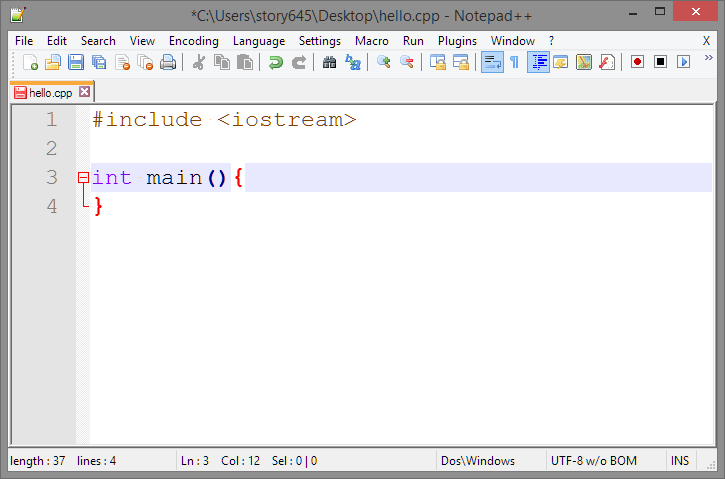 *C:\Users\story645\Desktop\hello.cpp - Notepad++
File Edit Search View Encoding Language Settings Macro Run Plugins Window ? X
hello.cpp
1 #include <iostream>
2
3 int main(){
4 }
length : 37 lines : 4 Ln : 3 Col : 12 Sel : 0 | 0 Dos\Windows UTF-8 w/o BOM INS